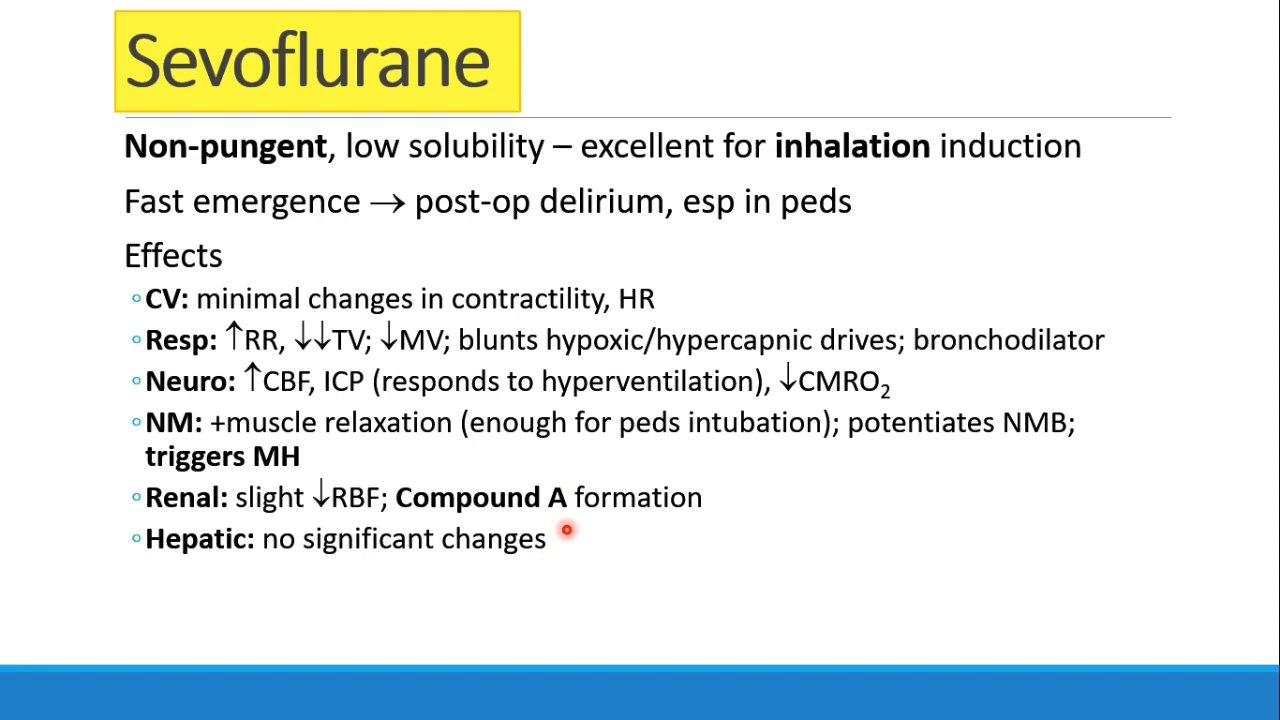 Sevoflurane
Non-pungent, low solubility – excellent for inhalation induction
Fast emergence → post-op delirium, esp in peds
Effects
◦CV: minimal changes in contractility, HR
◦Resp: ↑RR, ↓↓TV; ↓MV; blunts hypoxic/hypercapnic drives; bronchodilator
◦Neuro: ↑CBF, ICP (responds to hyperventilation), ↓CMRO₂
◦NM: +muscle relaxation (enough for peds intubation); potentiates NMB;
triggers MH
◦Renal: slight ↓RBF; Compound A formation
◦Hepatic: no significant changes